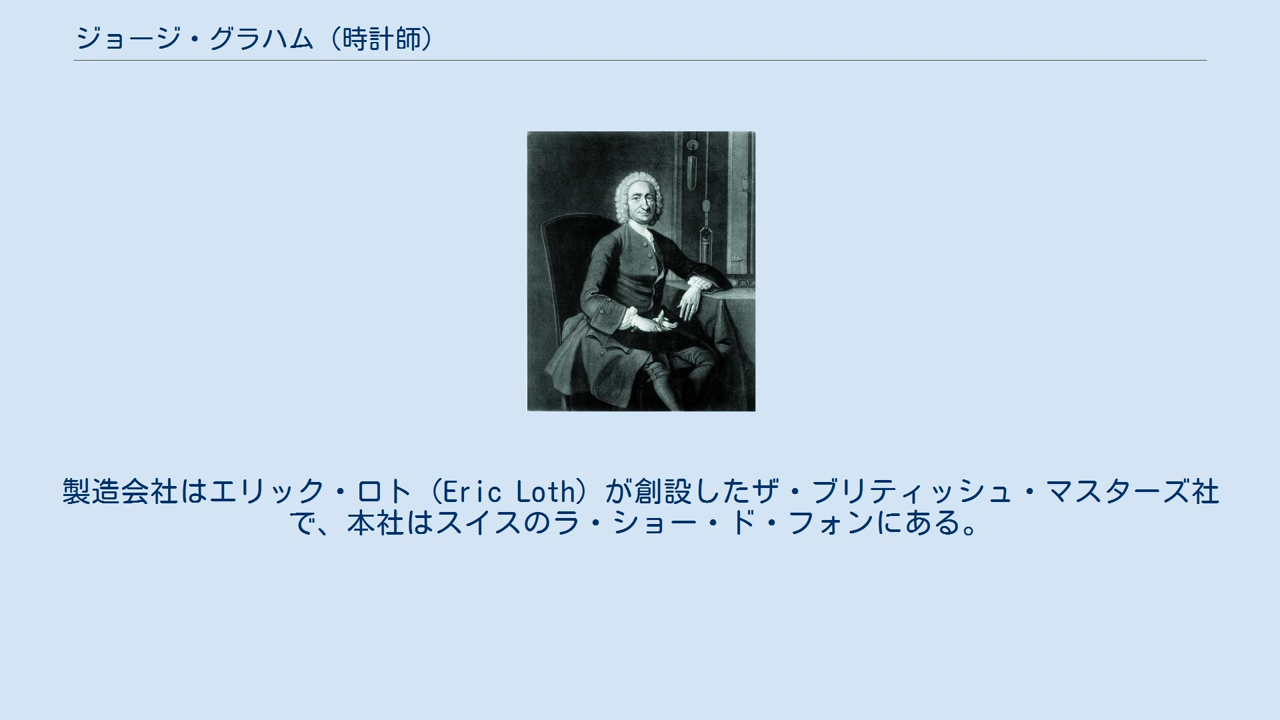 ジョージ・グラハム（時計師）
製造会社はエリック・ロト（Eric Loth）が創設したザ・ブリティッシュ・マスターズ社
で、本社はスイスのラ・ショー・ド・フォンにある。